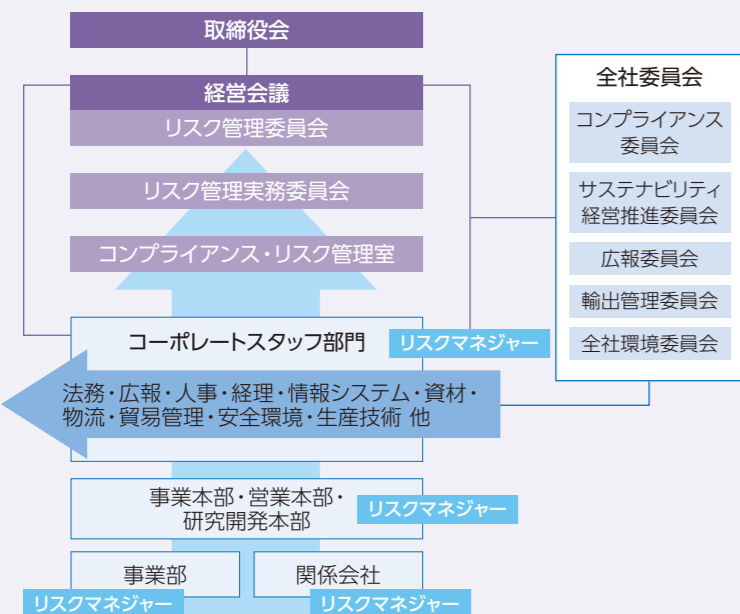 取締役会
経営会議
リスク管理委員会
リスク管理実務委員会
コンプライアンス・リスク管理室
コーポレートスタッフ部門
リスクマネジャー
法務・広報・人事・経理・情報システム・資材・
物流・貿易管理・安全環境・生産技術 他
事業本部・営業本部・
研究開発本部
リスクマネジャー
事業部
リスクマネジャー
関係会社
リスクマネジャー
全社委員会
コンプライアンス
委員会
サステナビリティ
経営推進委員会
広報委員会
輸出管理委員会
全社環境委員会